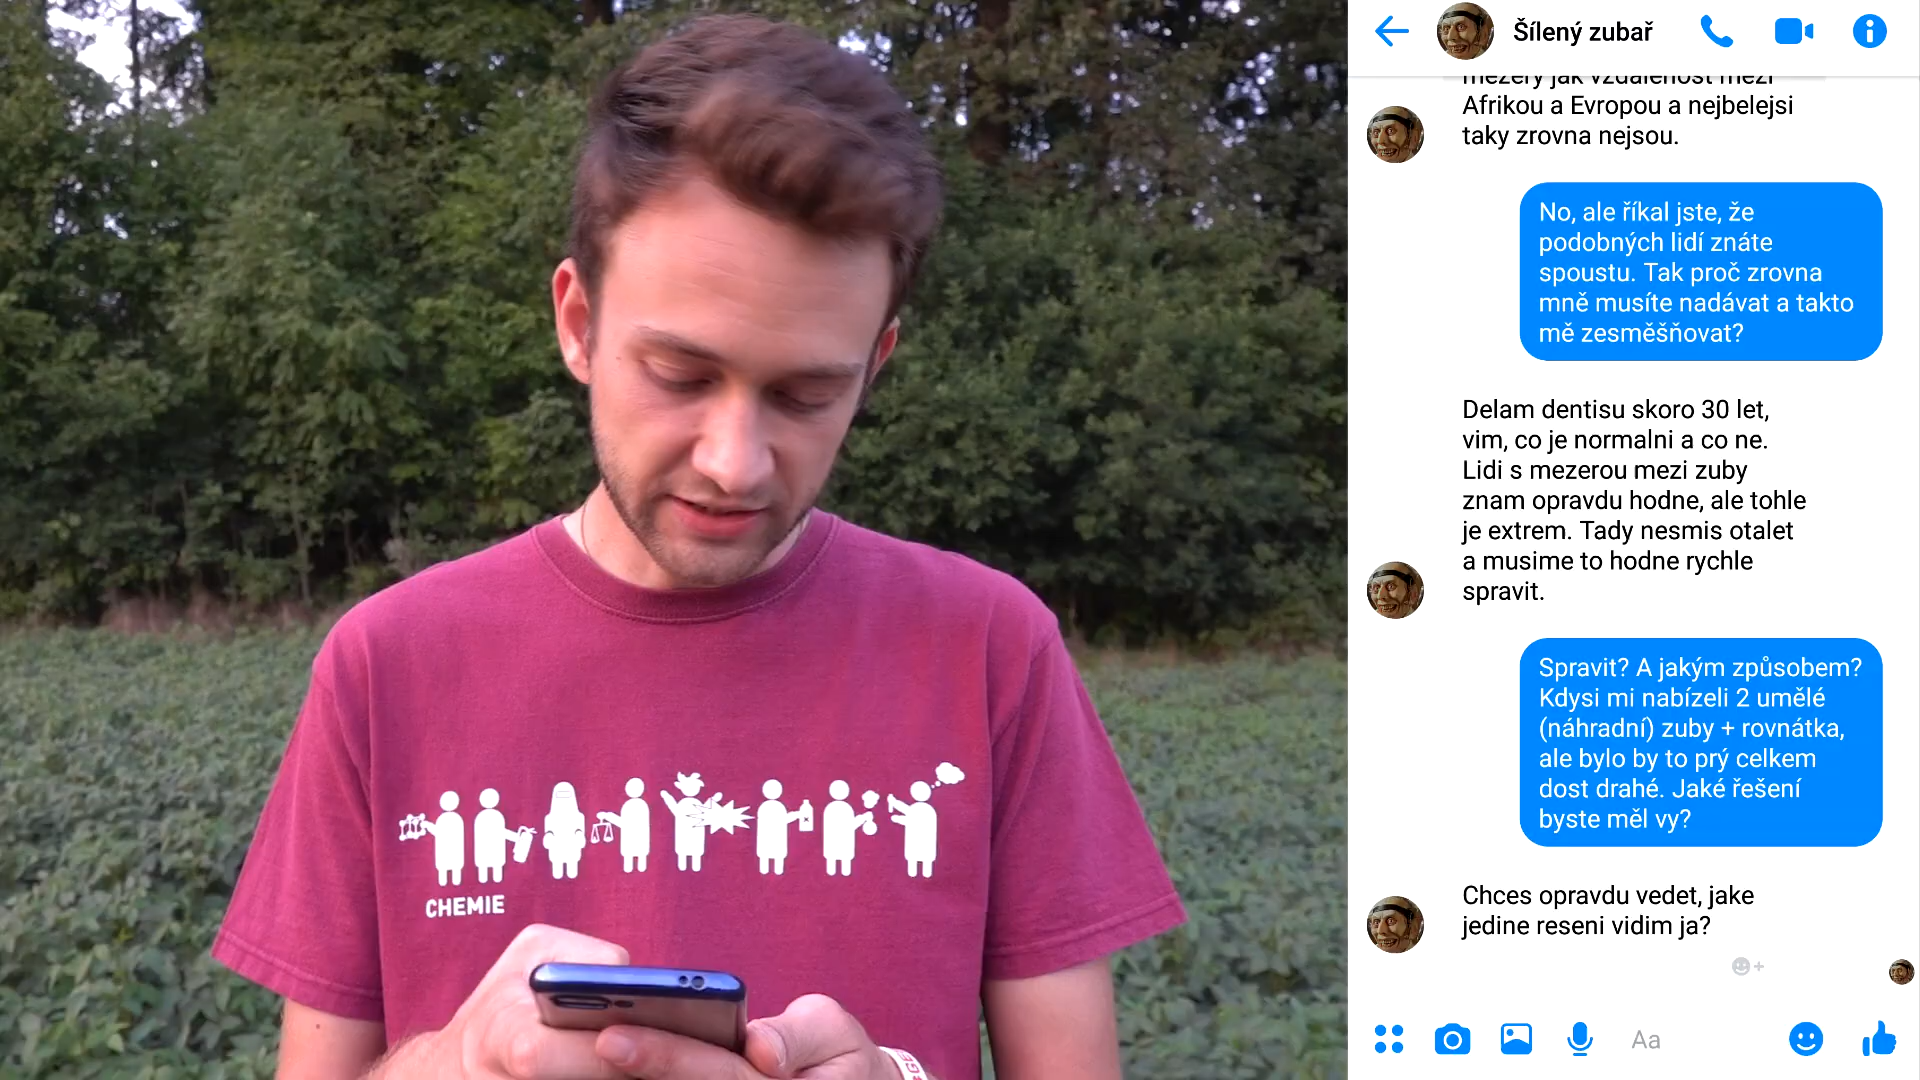 Šílený zubař
mezery jak vzdalenost mezi
Afrikou a Evropou a nejbelejsi
taky zrovna nejsou.
No, ale říkal jste, že
podobných lidí znáte
spoustu. Tak proč zrovna
mně musíte nadávat a takto
mě zesměšňovat?
Delam dentisu skoro 30 let,
vim, co je normalni a co ne.
Lidi s mezerou mezi zuby
znam opravdu hodne, ale tohle
je extrem. Tady nesmis otalet
a musime to hodne rychle
spravit.
Spravit? A jakým způsobem?
Kdysi mi nabízeli 2 umělé
(náhradní) zuby + rovnátka,
ale bylo by to prý celkem
dost drahé. Jaké řešení
byste měl vy?
Chces opravdu vedet, jake
jedine reseni vidim ja?
Aa
CHEMIE